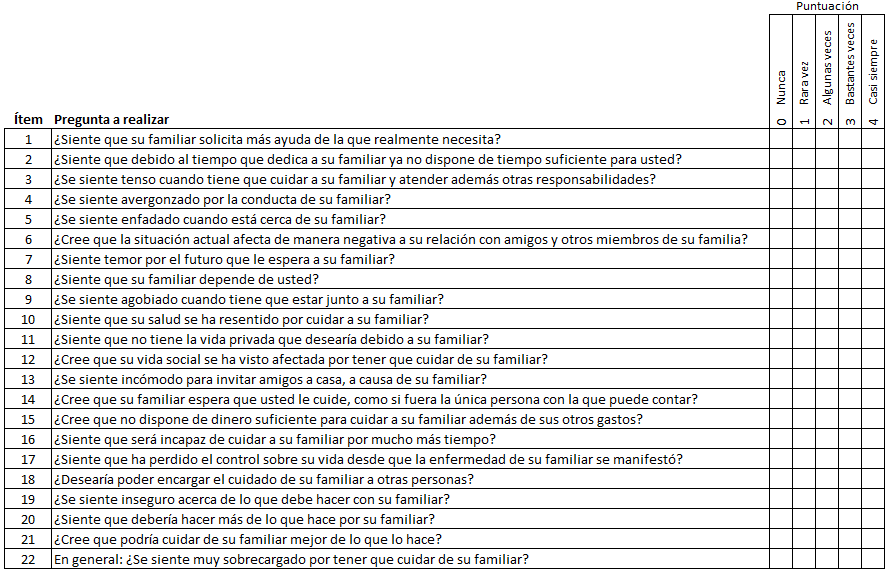 Puntuación
Ítem Pregunta a realizar 0 Nunca 1 Rara vez 2 Algunas veces 3 Bastantes veces 4 Casi siempre
1 ¿Siente que su familiar solicita más ayuda de la que realmente necesita?
2 ¿Siente que debido al tiempo que dedica a su familiar ya no dispone de tiempo suficiente para usted?
3 ¿Se siente tenso cuando tiene que cuidar a su familiar y atender además otras responsabilidades?
4 ¿Se siente avergonzado por la conducta de su familiar?
5 ¿Se siente enfadado cuando está cerca de su familiar?
6 ¿Cree que la situación actual afecta de manera negativa a su relación con amigos y otros miembros de su familia?
7 ¿Siente temor por el futuro que le espera a su familiar?
8 ¿Siente que su familiar depende de usted?
9 ¿Se siente agobiado cuando tiene que estar junto a su familiar?
10 ¿Siente que su salud se ha resentido por cuidar a su familiar?
11 ¿Siente que no tiene la vida privada que desearía debido a su familiar?
12 ¿Cree que su vida social se ha visto afectada por tener que cuidar de su familiar?
13 ¿Se siente incómodo para invitar amigos a casa, a causa de su familiar?
14 ¿Cree que su familiar espera que usted le cuide, como si fuera la única persona con la que puede contar?
15 ¿Cree que no dispone de dinero suficiente para cuidar a su familiar además de sus otros gastos?
16 ¿Siente que será incapaz de cuidar a su familiar por mucho más tiempo?
17 ¿Siente que ha perdido el control sobre su vida desde que la enfermedad de su familiar se manifestó?
18 ¿Desearía poder encargar el cuidado de su familiar a otras personas?
19 ¿Se siente inseguro acerca de lo que debe hacer con su familiar?
20 ¿Siente que debería hacer más de lo que hace por su familiar?
21 ¿Cree que podría cuidar de su familiar mejor de lo que lo hace?
22 En general: ¿Se siente muy sobrecargado por tener que cuidar de su familiar?